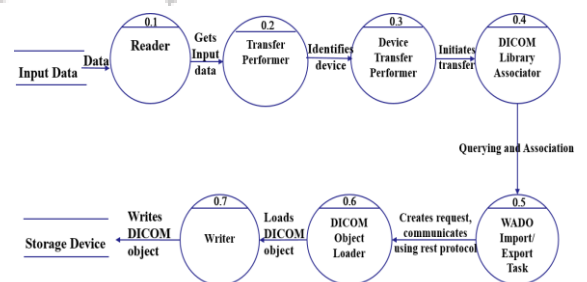 0.1
Reader
Gets
Input
data
0.2
Transfer
Performer
Identifies
device
0.3
Device
Transfer
Performer
Initiates
transfer
0.4
DICOM
Library
Associator
Data
Input Data
Querying and Association
0.5
WADO
Import/
Export
Task
Creates request,
communicates
using rest protocol
0.6
DICOM
Object
Loader
Loads
DICOM
object
0.7
Writer
Writes
DICOM
object
Storage Device